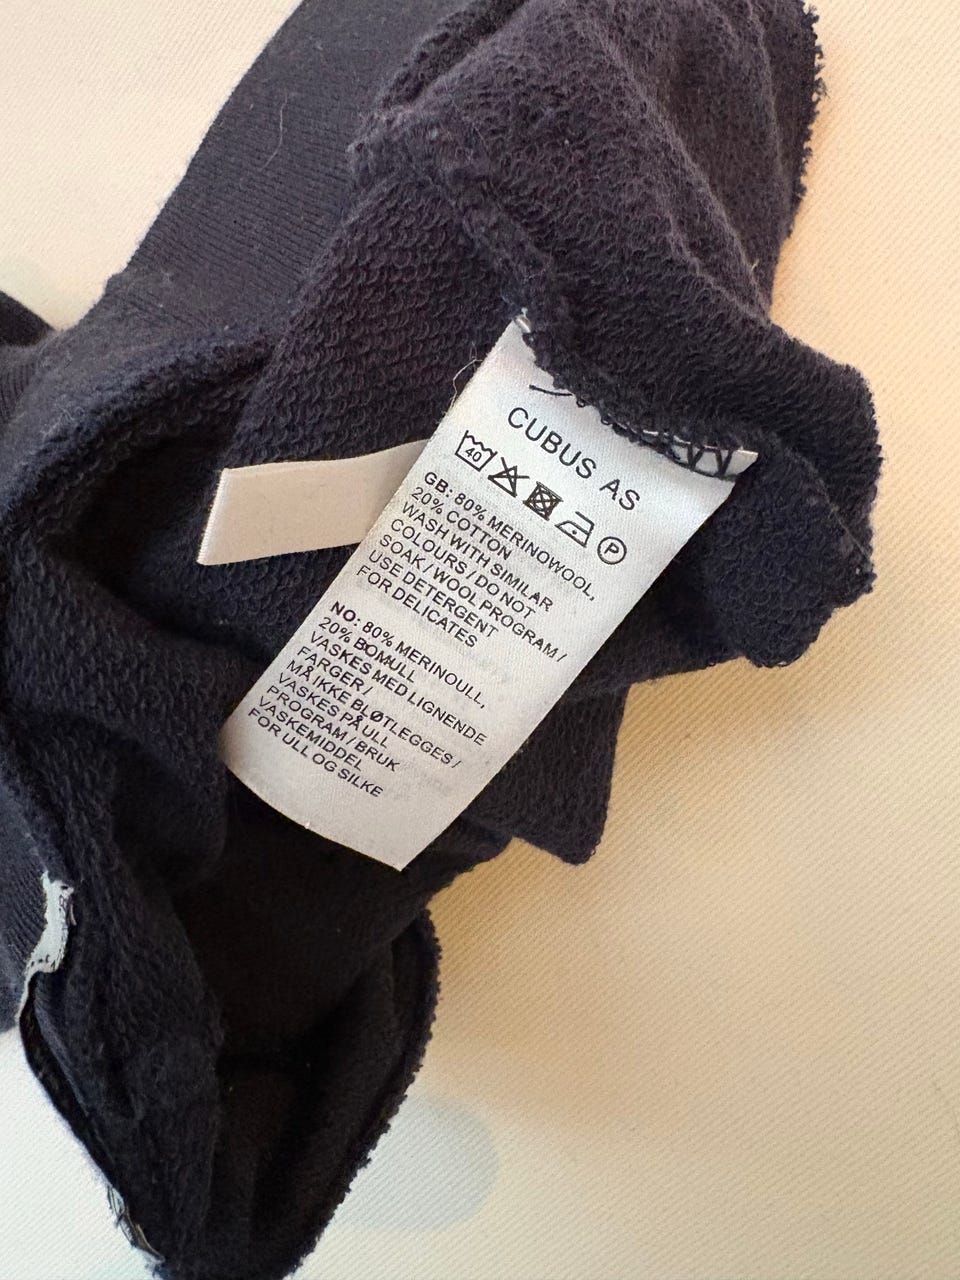 CUBUS AS
40 P
GB: 80% MERINOWOOL,
20% COTTON
WASH WITH SIMILAR
COLOURS / DO NOT
SOAK / WOOL PROGRAM /
USE DETERGENT
FOR DELICATES
NO: 80% MERINOULL,
20% BOMULL
VASKES MED LIGNENDE
FARGER /
MÅ IKKE BLØTLEGGES /
VASKES PÅ ULL
PROGRAM / BRUK
VASKEMIDDEL
FOR ULL OG SILKE